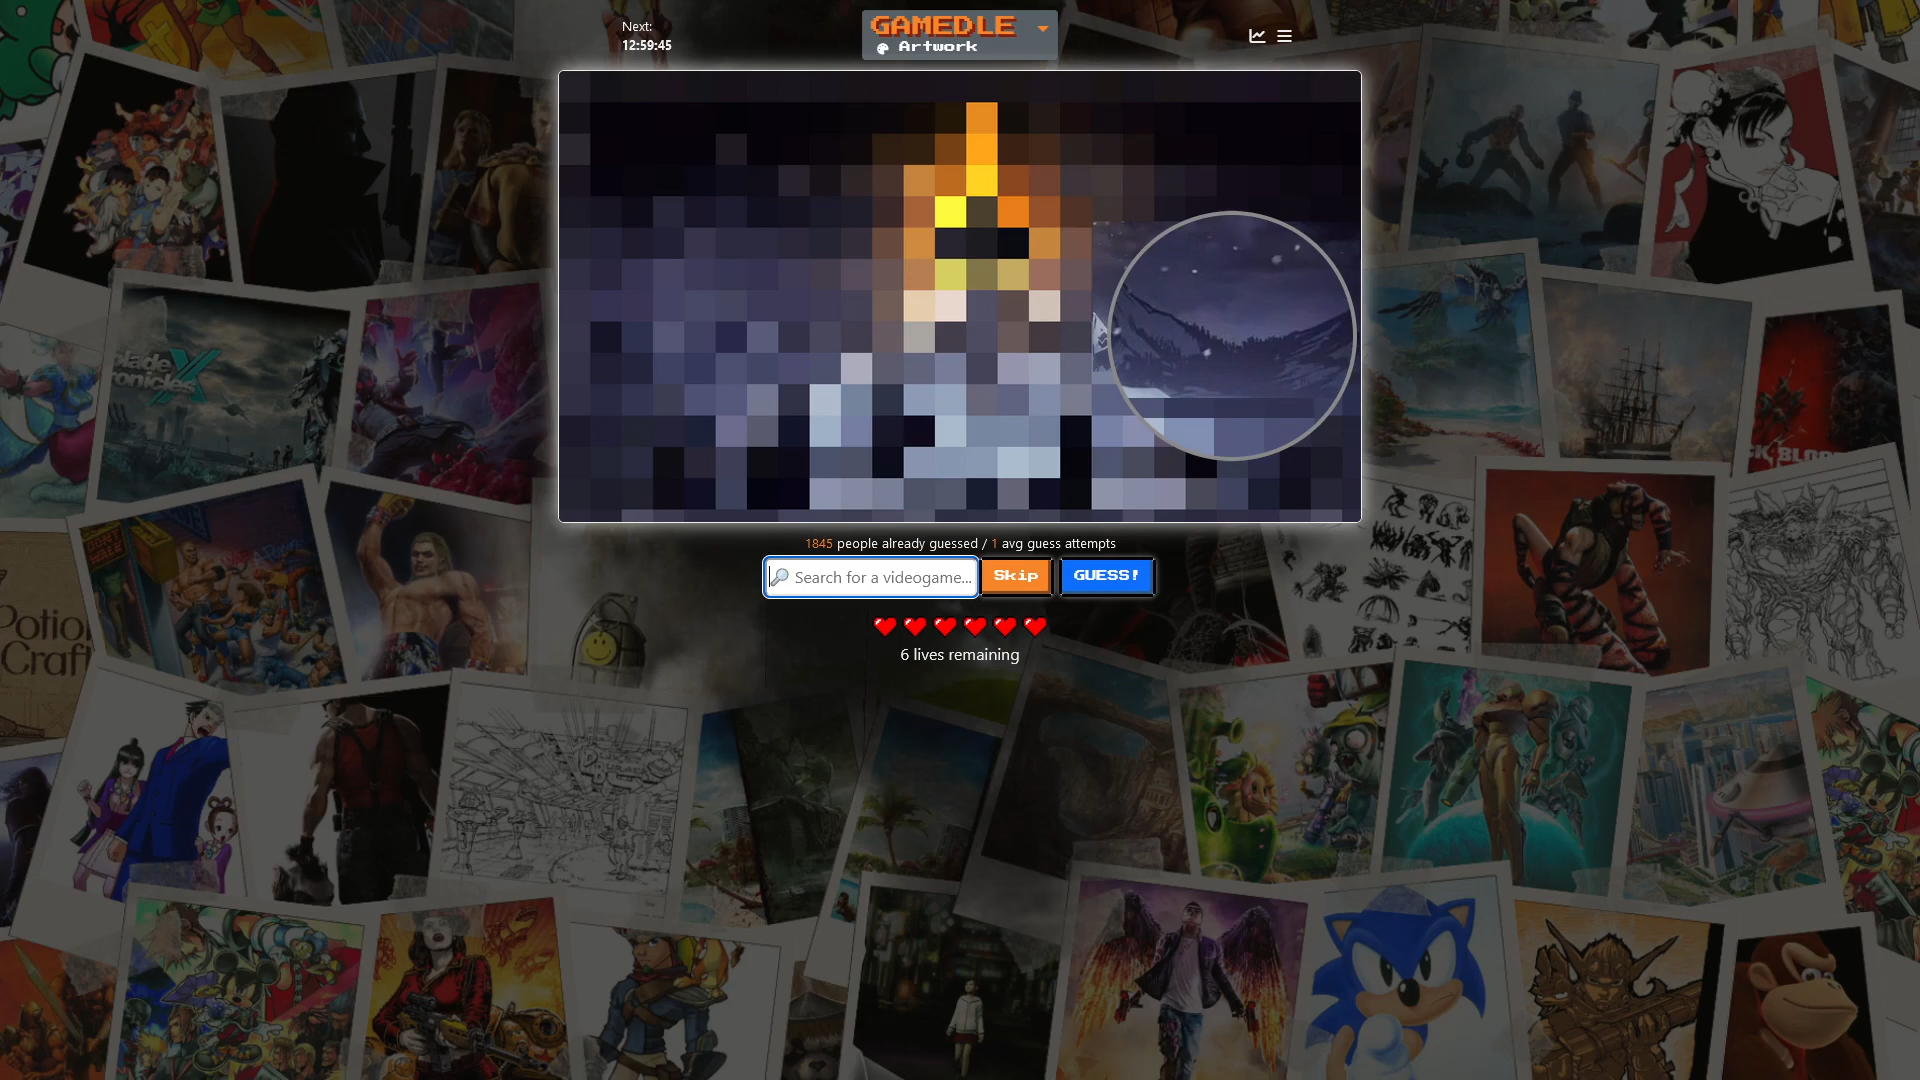 Next:
12:59:45
GAMEDLE
Artwork
1845 people already guessed / 1 avg guess attempts
Search for a videogame...
Skip
GUESS!
6 lives remaining
Potion
Craft